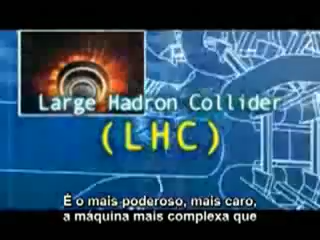 Large Hadron Collider
(LHC)
É o mais poderoso, mais caro,
a máquina mais complexa que